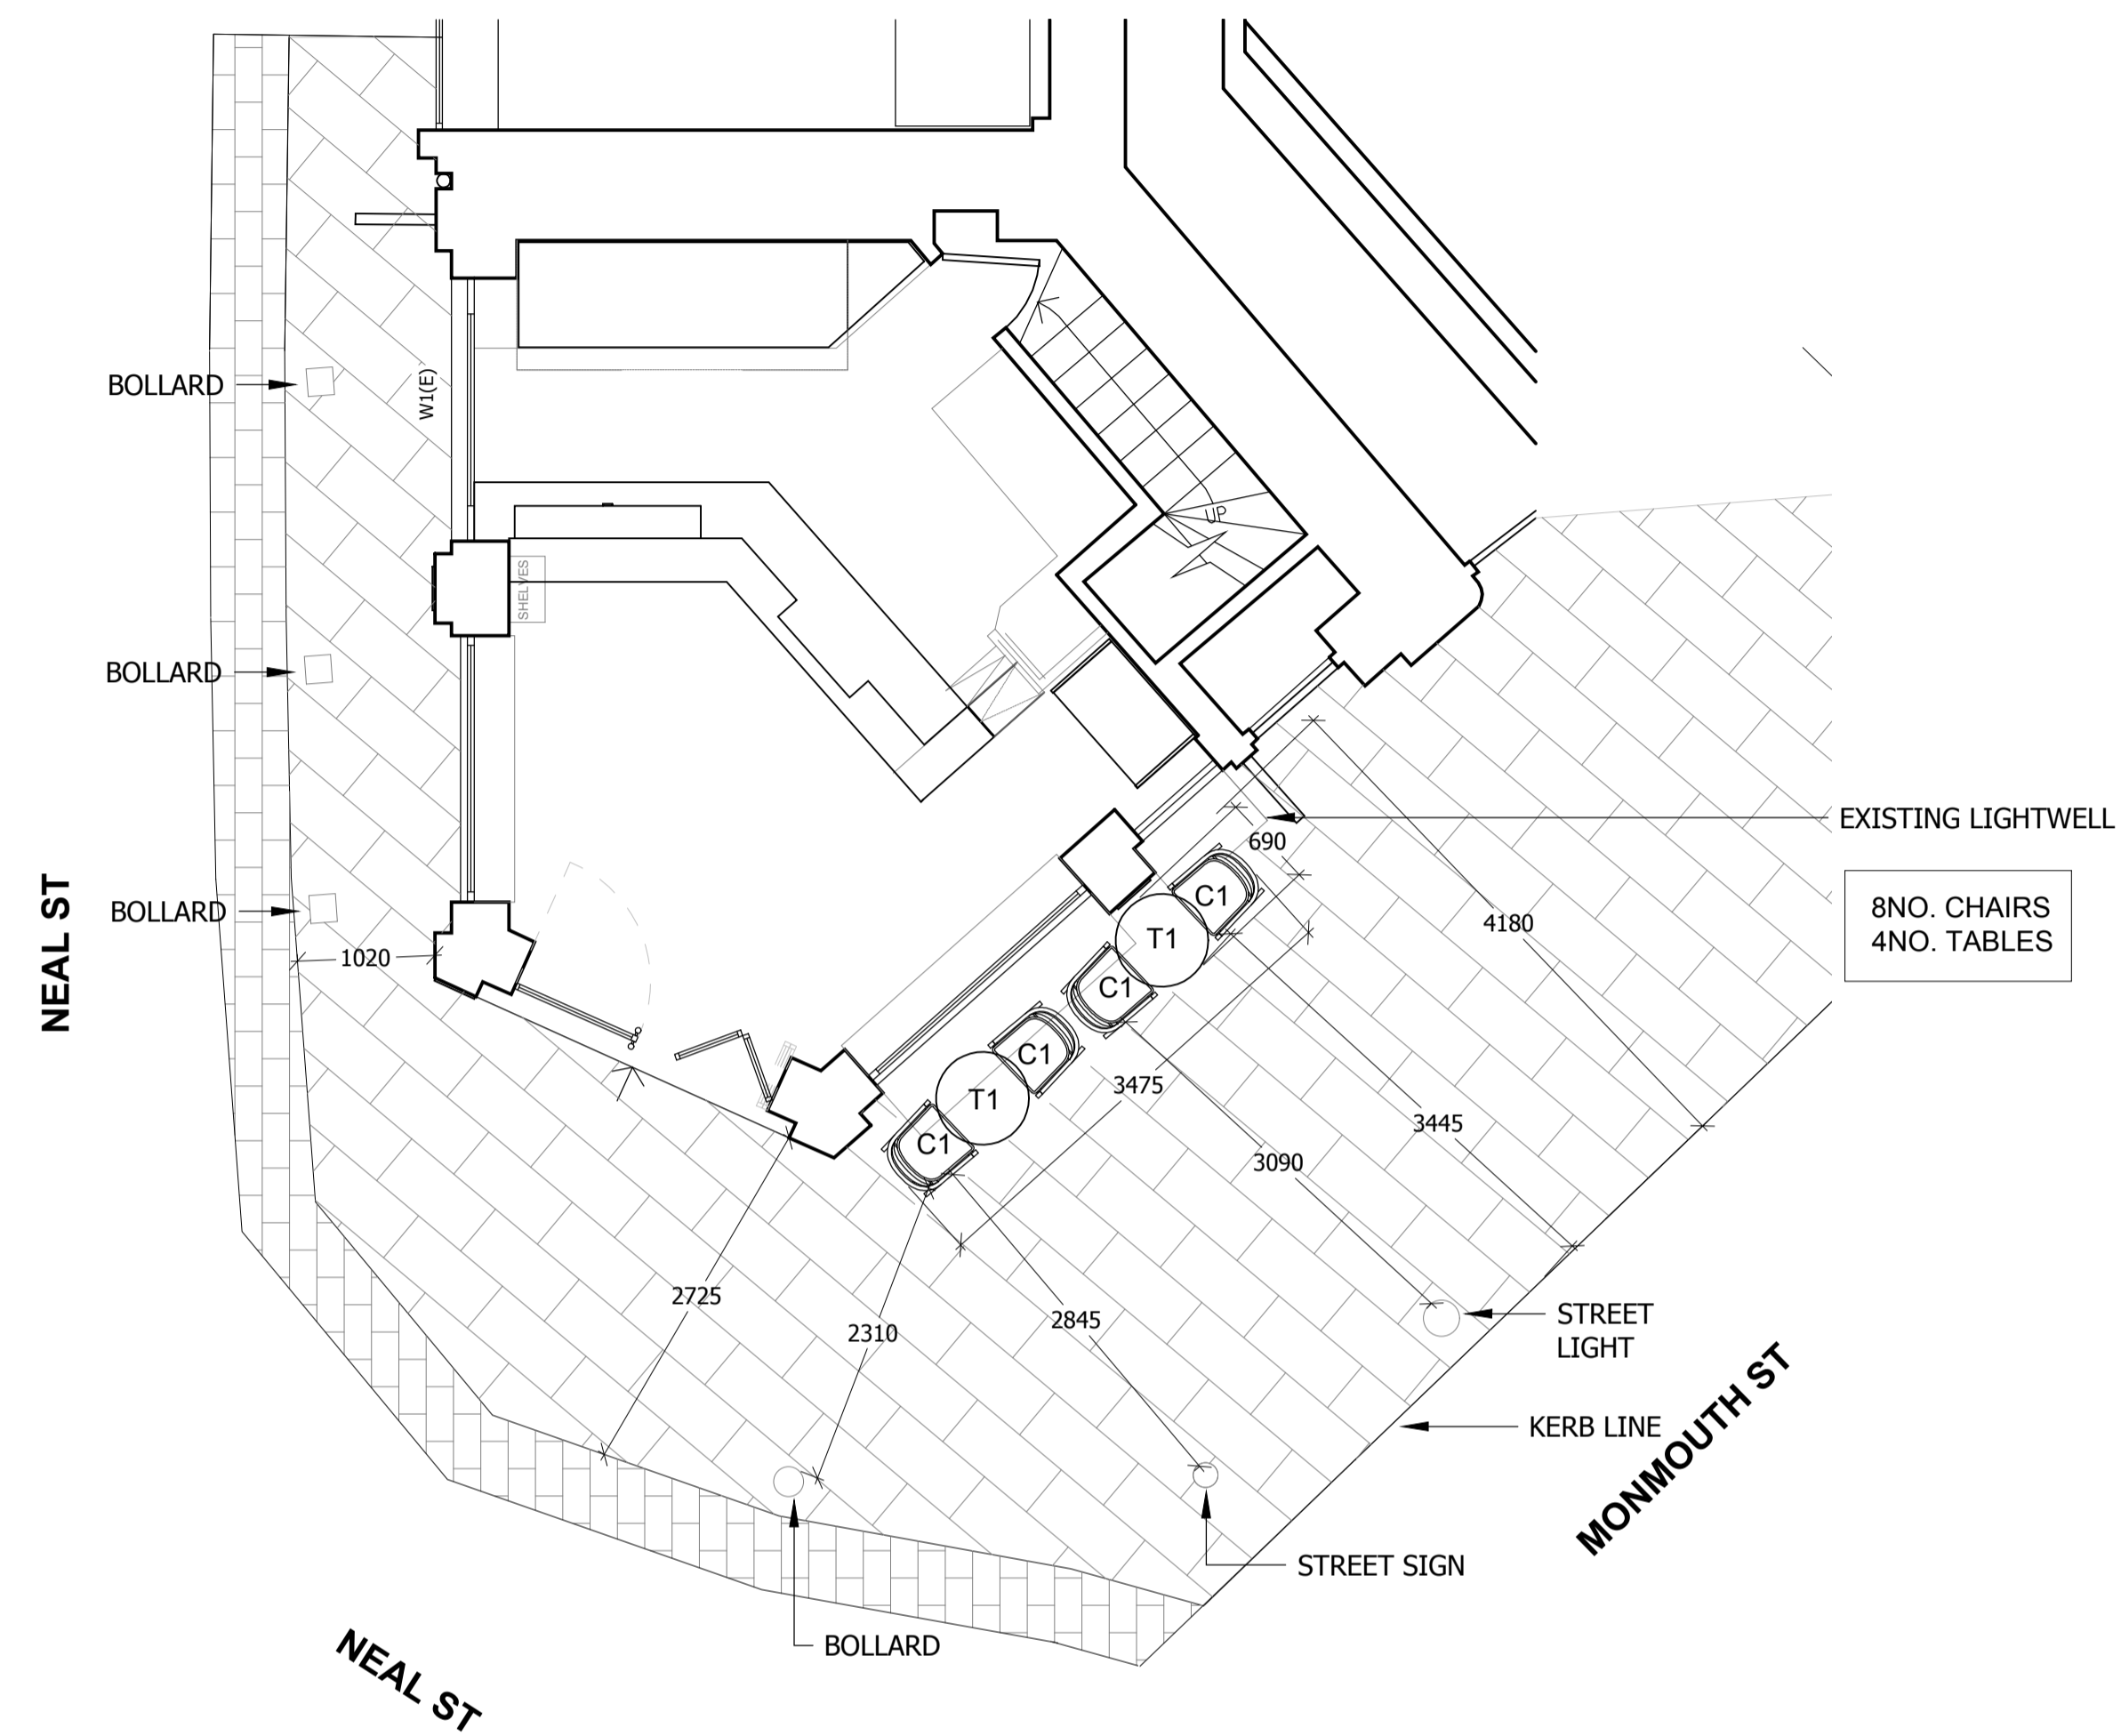 BOLLARD
W1(E)
UP
SHELVES
BOLLARD
EXISTING LIGHTWELL
690
8NO. CHAIRS
4NO. TABLES
C1
4180
T1
BOLLARD
NEAL ST
1020
C1
C1
3475
T1
3445
C1
3090
2725
2310
2845
STREET
LIGHT
KERB LINE
MONMOUTH ST
STREET SIGN
BOLLARD
NEAL ST